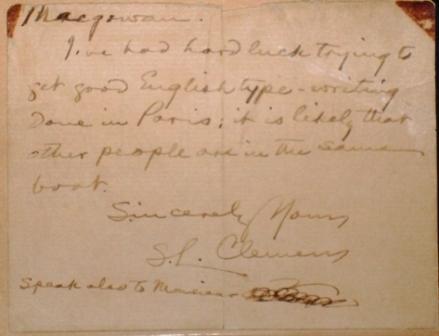 Macgowan.
I've had hard luck trying to
get good English type-writing
done in Paris; it is likely that
other people are in the same
boat.
Sincerely Yours
SL. Clemens
Speak also to